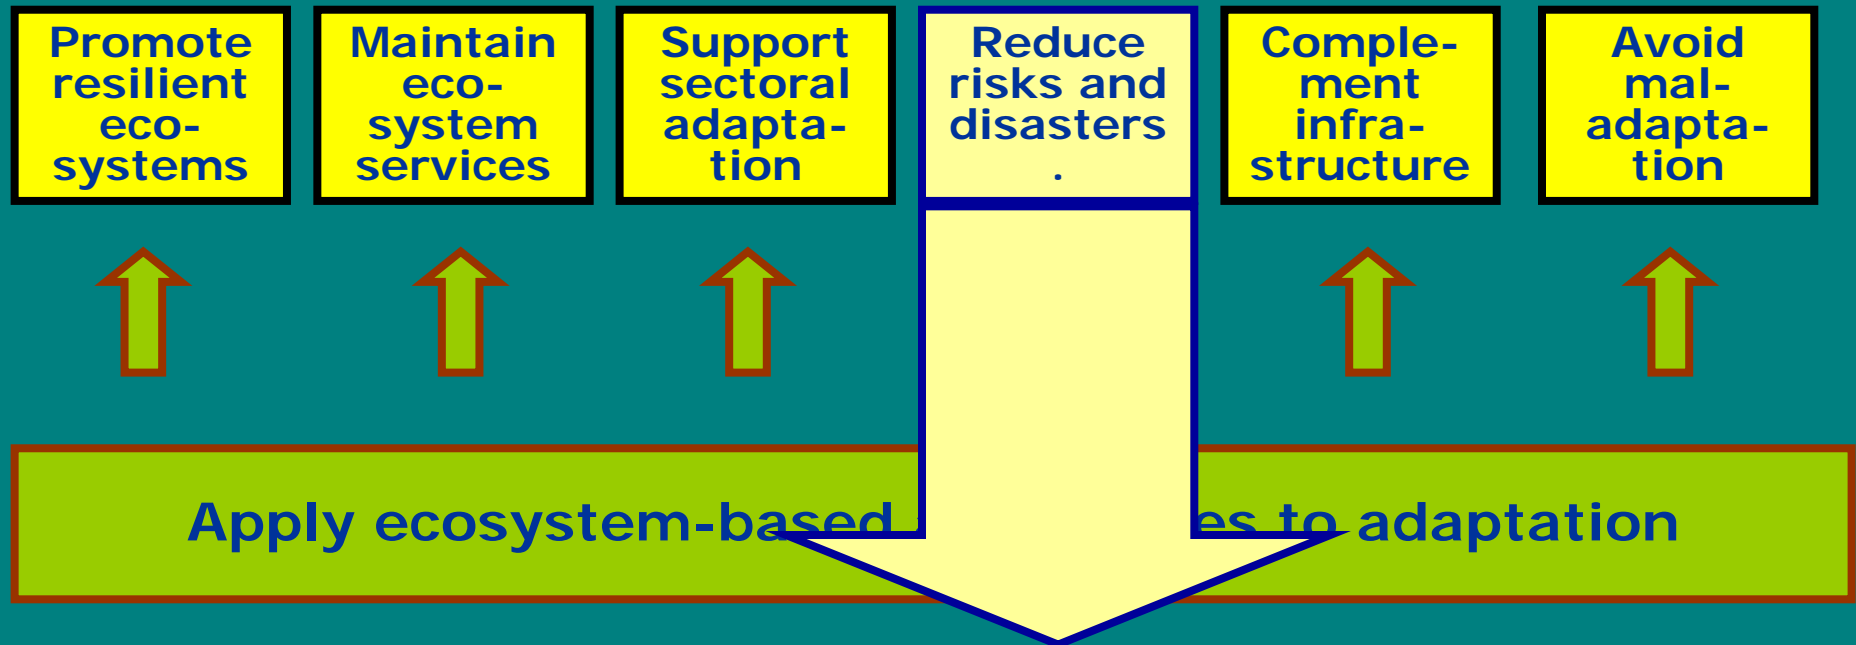 Promote
resilient
eco-
systems
Maintain
eco-
system
services
Support
sectoral
adapta-
tion
Reduce
risks and
disasters
.
Comple-
ment
infra-
structure
Avoid
mal-
adapta-
tion
Apply ecosystem-based es to adaptation